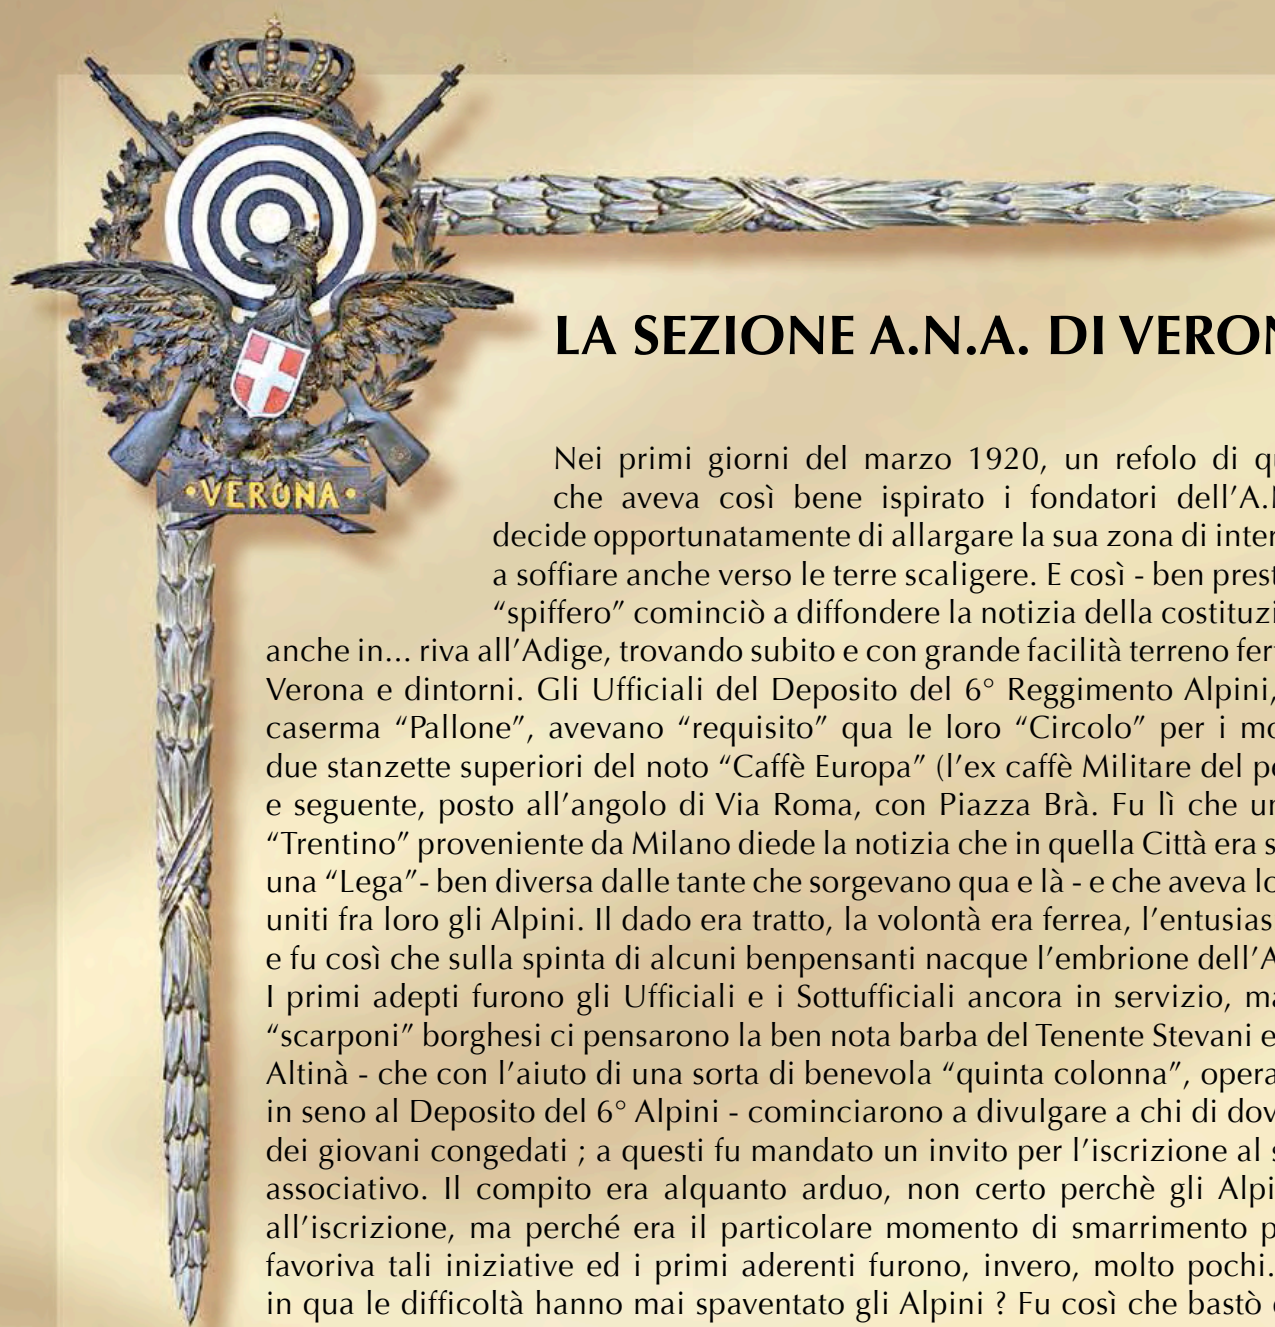 ·VERONA·
LA SEZIONE A.N.A. DI VERON
Nei primi giorni del marzo 1920, un refolo di qu
che aveva così bene ispirato i fondatori dell'A.N
decide opportunatamente di allargare la sua zona di inter
a soffiare anche verso le terre scaligere. E così - ben prest
"spiffero" cominciò a diffondere la notizia della costituzi
anche in... riva all'Adige, trovando subito e con grande facilità terreno fert
Verona e dintorni. Gli Ufficiali del Deposito del 6° Reggimento Alpini,
caserma "Pallone", avevano "requisito" qua le loro "Circolo" per i mo
due stanzette superiori del noto "Caffè Europa" (l'ex caffè Militare del pe
e seguente, posto all'angolo di Via Roma, con Piazza Brà. Fu lì che un
"Trentino" proveniente da Milano diede la notizia che in quella Città era s
una "Lega"- ben diversa dalle tante che sorgevano qua e là - e che aveva lo
uniti fra loro gli Alpini. Il dado era tratto, la volontà era ferrea, l'entusias
e fu così che sulla spinta di alcuni benpensanti nacque l'embrione dell'A
I primi adepti furono gli Ufficiali e i Sottufficiali ancora in servizio, ma
"scarponi" borghesi ci pensarono la ben nota barba del Tenente Stevani e
Altinà - che con l'aiuto di una sorta di benevola "quinta colonna", opera
in seno al Deposito del 6° Alpini - cominciarono a divulgare a chi di dov
dei giovani congedati ; a questi fu mandato un invito per l'iscrizione al s
associativo. Il compito era alquanto arduo, non certo perchè gli Alpi
all'iscrizione, ma perché era il particolare momento di smarrimento p
favoriva tali iniziative ed i primi aderenti furono, invero, molto pochi.
in qua le difficoltà hanno mai spaventato gli Alpini ? Fu così che bastò